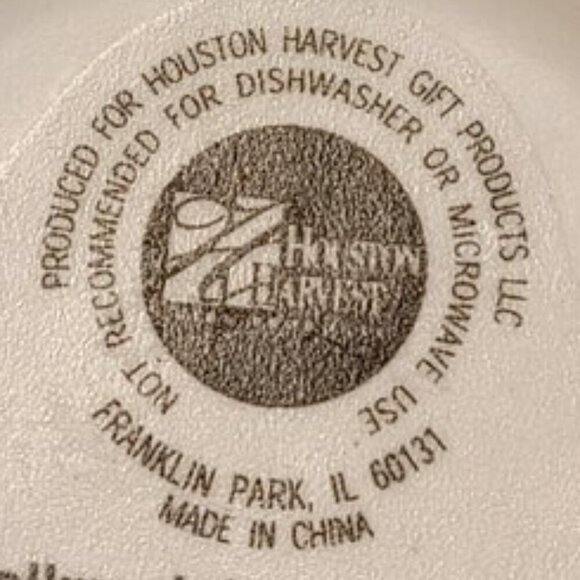 PRODUCED FOR HOUSTON HARVEST GIFT PRODUCTS LLC
NOT RECOMMENDED FOR DISHWASHER OR MICROWAVE USE
HOUSTON
HARVEST
FRANKLIN PARK, IL 60131
MADE IN CHINA